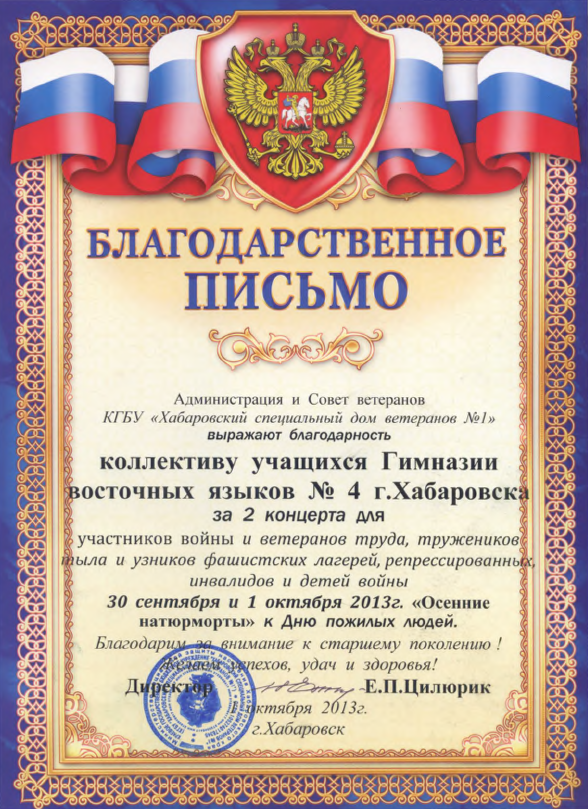 БЛАГОДАРСТВЕННОЕ
ПИСЬМО
Администрация и Совет ветеранов
КГБУ «Хабаровский специальный дом ветеранов №1»
выражают благодарность
коллективу учащихся Гимназии
восточных языков № 4 г.Хабаровска
за 2 концерта для
участников войны и ветеранов труда, тружеников
тыла и узников фашистских лагерей, репрессированных,
инвалидов и детей войны
30 сентября и 1 октября 2013г. «Осенние
натюрморты» к Дню пожилых людей.
Благодарим за внимание к старшему поколению !
Желаем успехов, удач и здоровья!
Директор Е.П.Цилюрик
октября 2013г.
г.Хабаровск